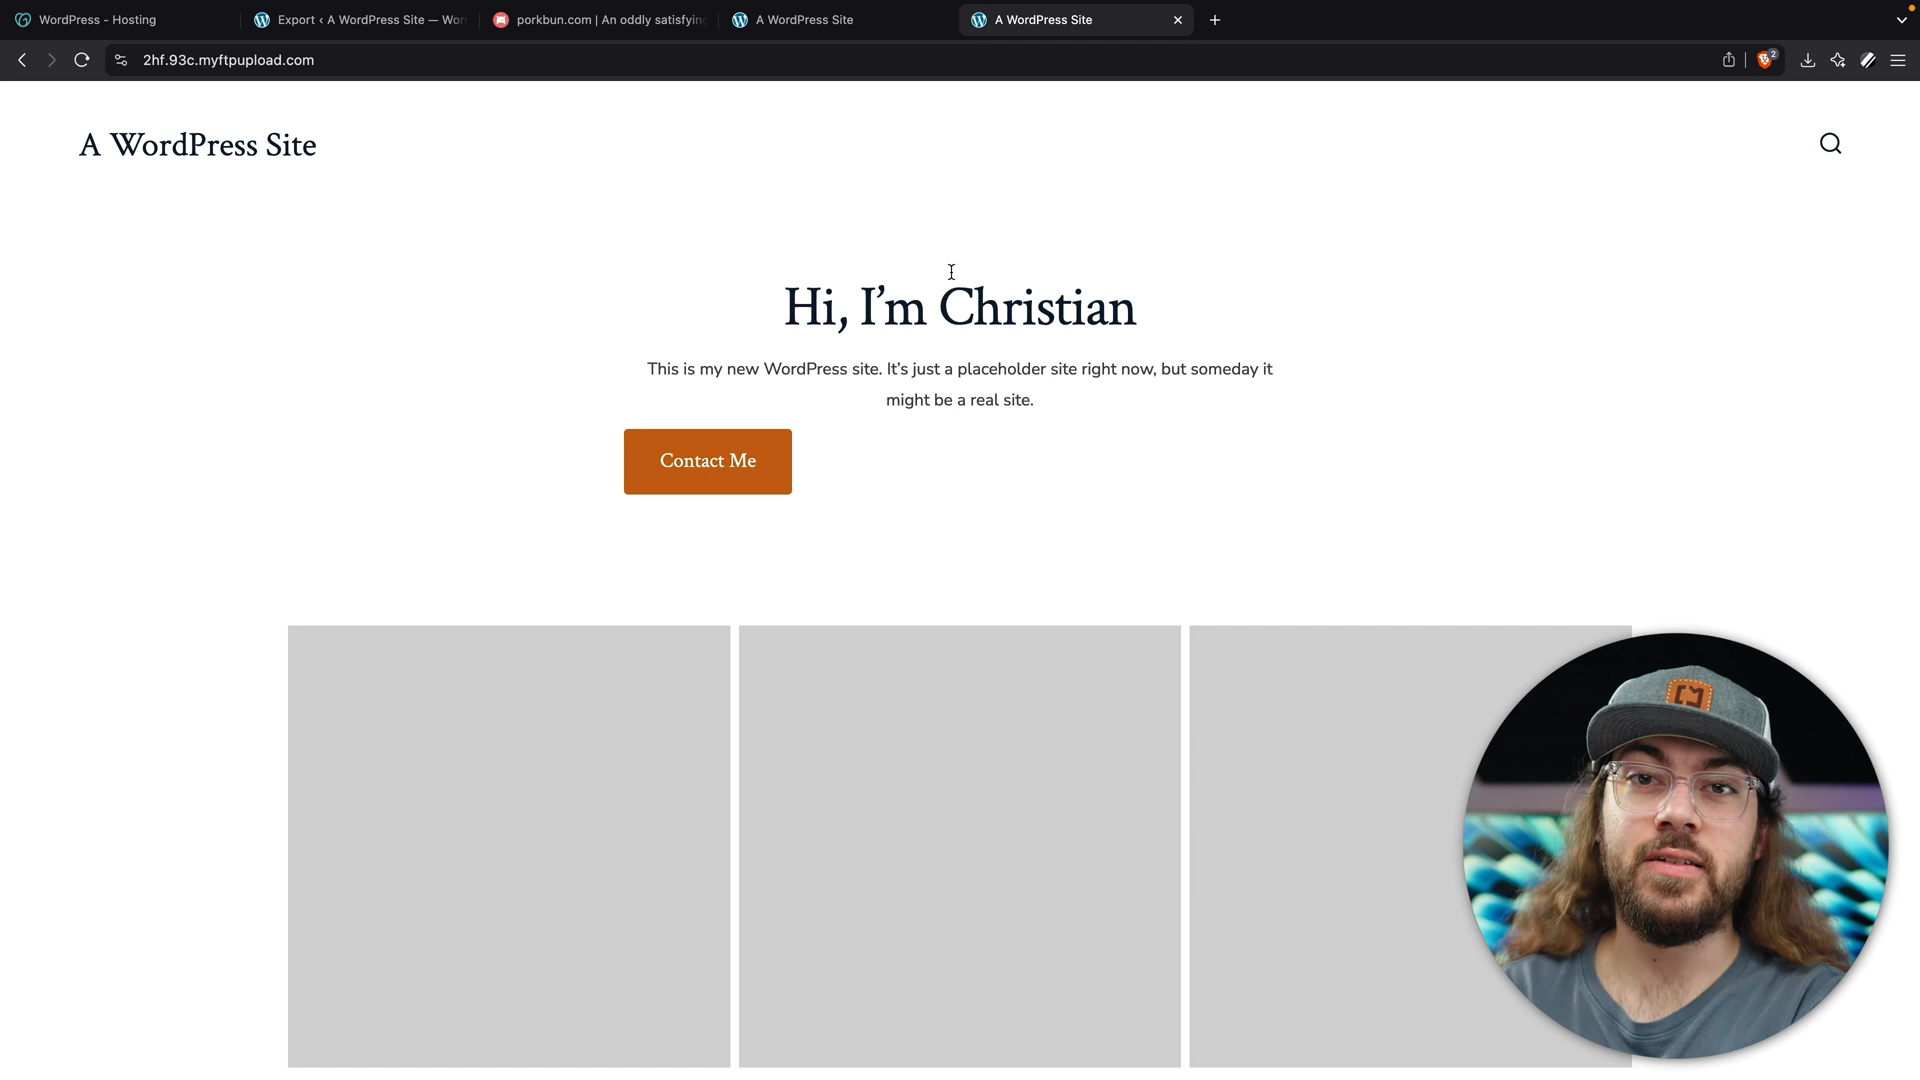 WordPress - Hosting
Export ‹ A WordPress Site — Wor
porkbun.com | An oddly satisfying
A WordPress Site
A WordPress Site
2hf.93c.myftpupload.com
2
A WordPress Site
Hi, I’m Christian
This is my new WordPress site. It’s just a placeholder site right now, but someday it
might be a real site.
Contact Me